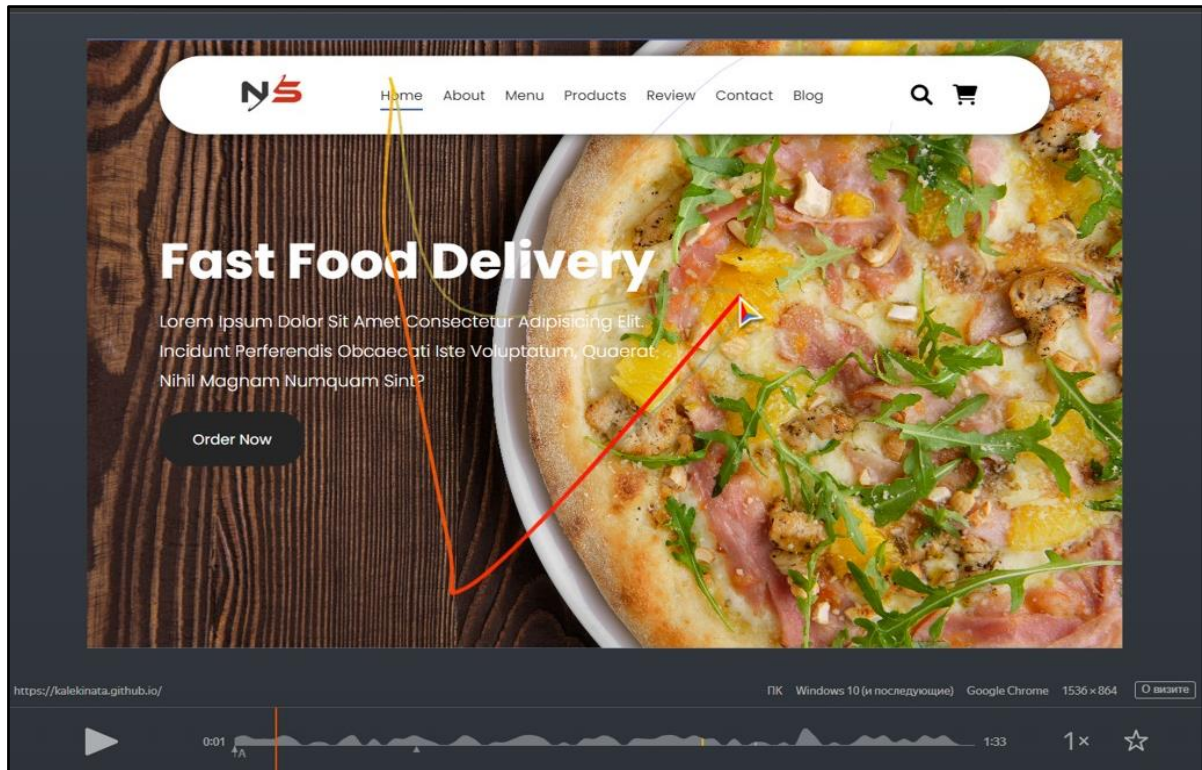 NS
Home About Menu Products Review Contact Blog
Fast Food Delivery
Lorem Ipsum Dolor Sit Amet Consectetur Adipisicing Elit.
Incidunt Perferendis Obcaecati Iste Voluptatum, Quaerat
Nihil Magnam Numquam Sint?
Order Now
https://kalekinata.github.io/ ПК Windows 10 (и последующие) Google Chrome 1536×864 О визите
0:01 1:33 1×